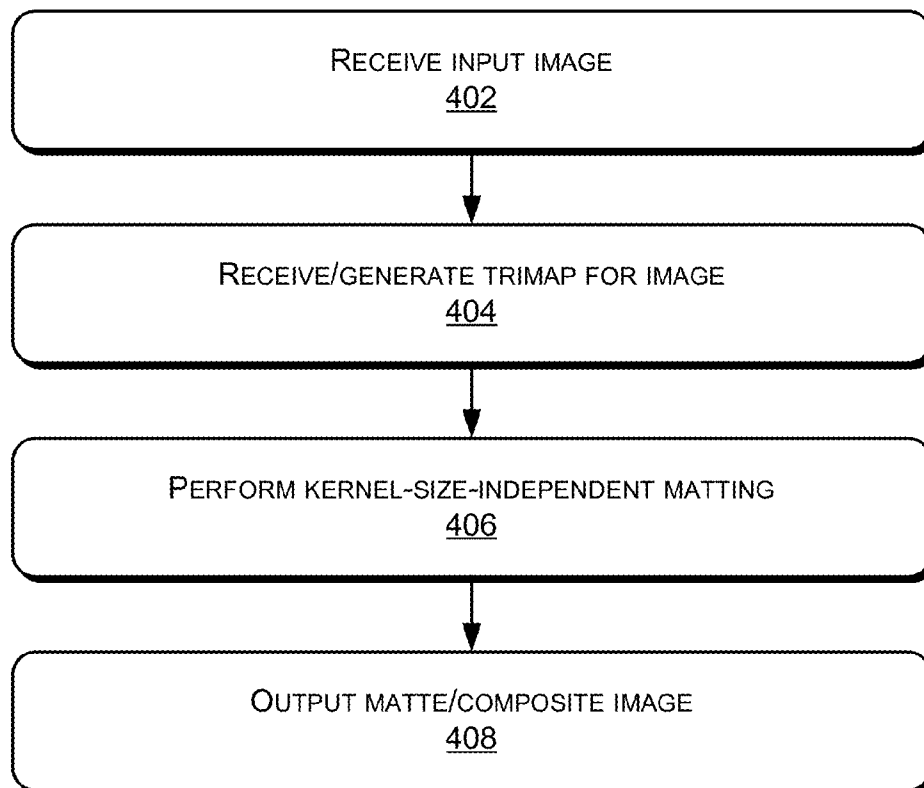 RECEIVE INPUT IMAGE
402
RECEIVE/GENERATE TRIMAP FOR IMAGE
404
PERFORM KERNEL-SIZE-INDEPENDENT MATTING
406
OUTPUT MATTE/COMPOSITE IMAGE
408